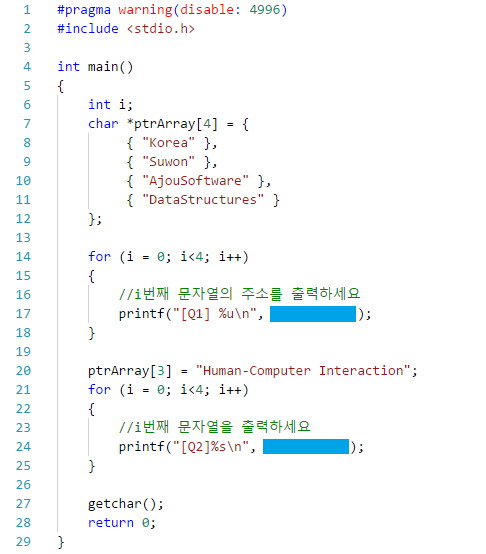 1 #pragma warning(disable: 4996)
2 #include <stdio.h>
3
4 int main()
5 {
6 int i;
7 char *ptrArray[4] = {
8 { "Korea" },
9 { "Suwon" },
10 { "AjouSoftware" },
11 { "DataStructures" }
12 };
13
14 for (i = 0; i<4; i++)
15 {
16 //i번째 문자열의 주소를 출력하세요
17 printf("[Q1] %u\n", );
18 }
19
20 ptrArray[3] = "Human-Computer Interaction";
21 for (i = 0; i<4; i++)
22 {
23 //i번째 문자열을 출력하세요
24 printf("[Q2]%s\n", );
25 }
26
27 getchar();
28 return 0;
29 }